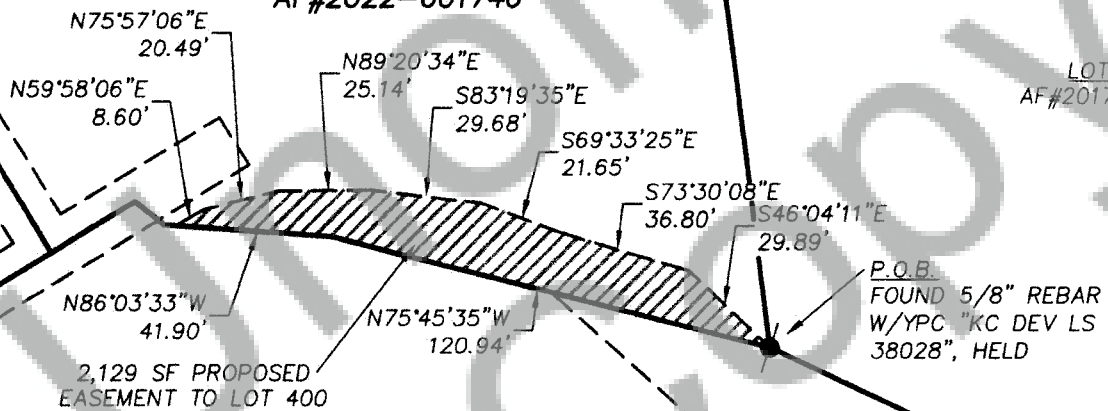 N75°57'06"E
20.49'
N59°58'06"E
8.60'
N89°20'34"E
25.14'
S83°19'35"E
29.68'
S69°33'25"E
21.65'
S73°30'08"E
36.80'
S46°04'11"E
29.89'
LOT
AF#2017
N86°03'33"W
41.90'
N75°45'35"W
120.94'
2,129 SF PROPOSED
EASEMENT TO LOT 400
P.O.B.
FOUND 5/8" REBAR
W/YPC "KC DEV LS
38028", HELD